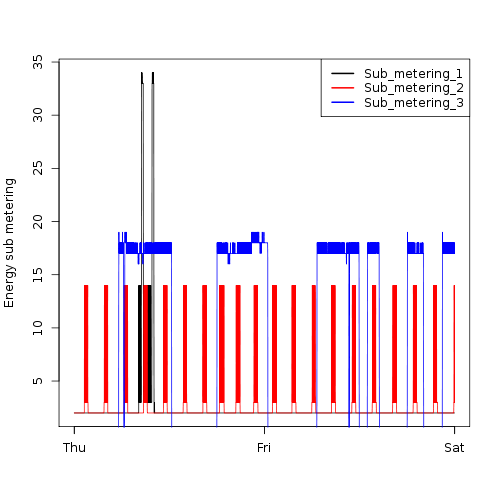 Sub_metering_1
Sub_metering_2
Sub_metering_3
Energy sub metering
35
30
25
20
15
10
5
Thu
Fri
Sat